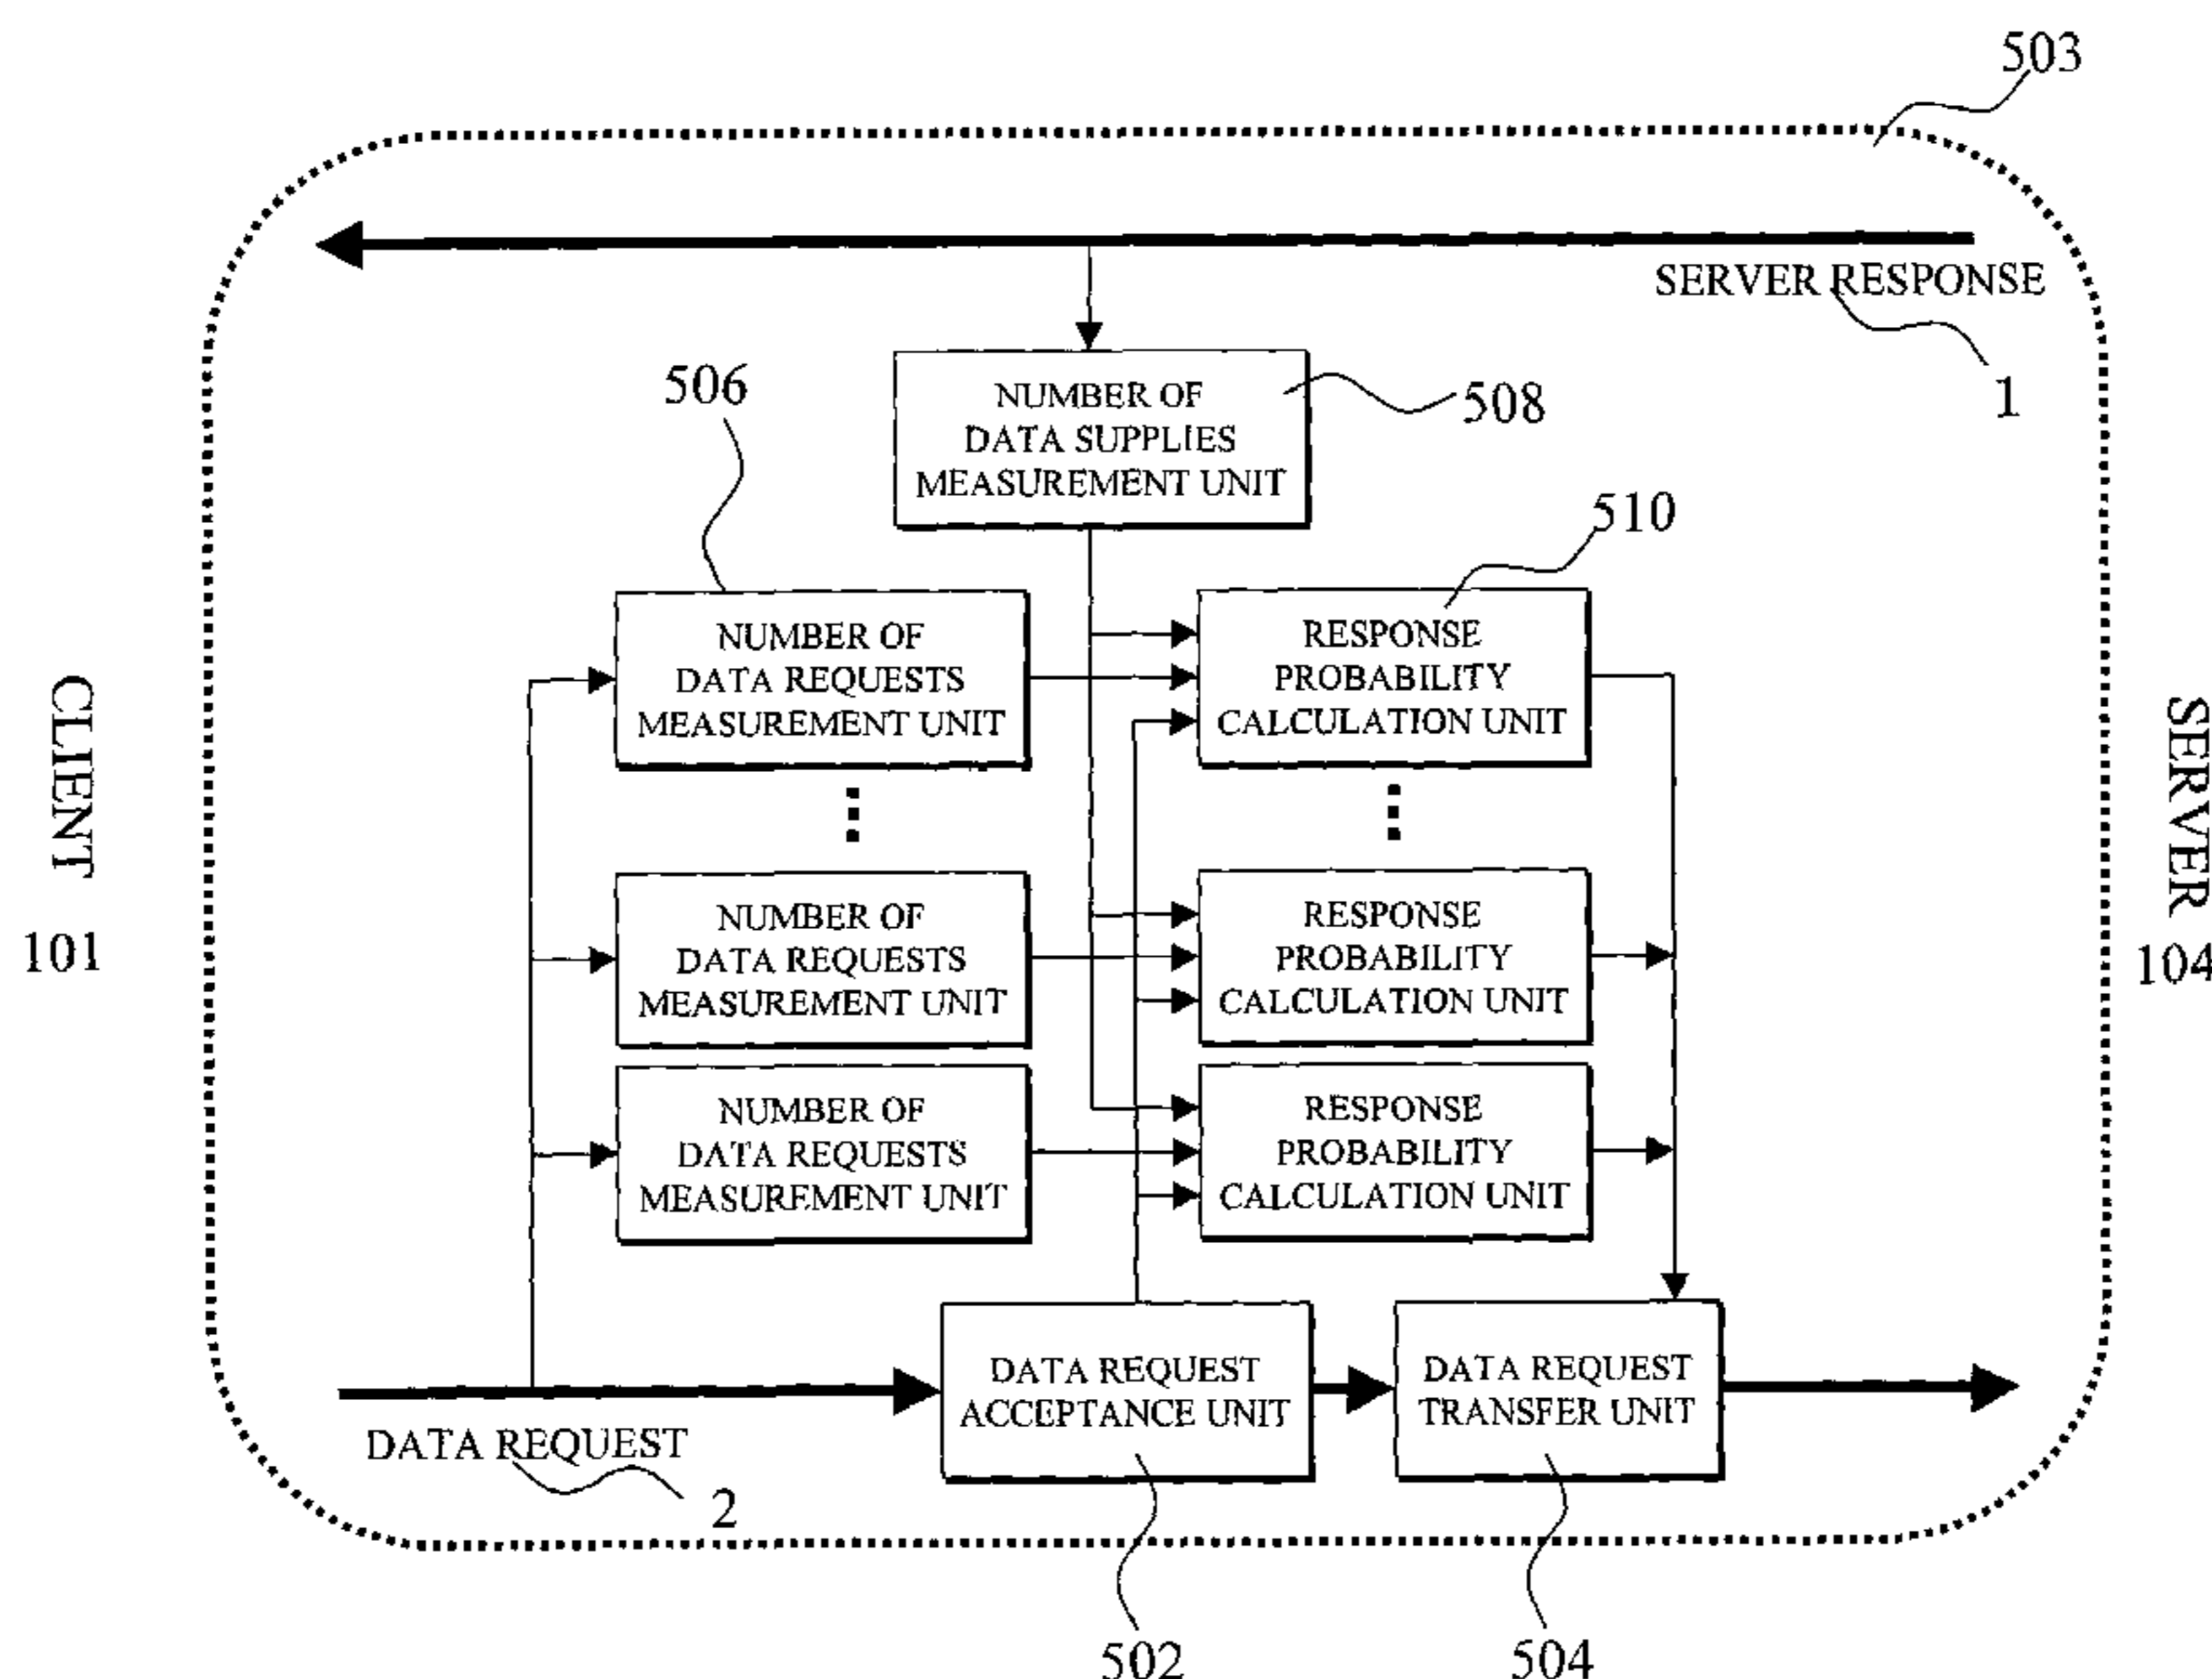 503
SERVER RESPONSE
1
NUMBER OF
DATA SUPPLIES
MEASUREMENT UNIT
508
506
510
NUMBER OF
DATA REQUESTS
MEASUREMENT UNIT
RESPONSE
PROBABILITY
CALCULATION UNIT
CLIENT
101
SERVER
104
NUMBER OF
DATA REQUESTS
MEASUREMENT UNIT
RESPONSE
PROBABILITY
CALCULATION UNIT
NUMBER OF
DATA REQUESTS
MEASUREMENT UNIT
RESPONSE
PROBABILITY
CALCULATION UNIT
DATA REQUEST
2
DATA REQUEST
ACCEPTANCE UNIT
DATA REQUEST
TRANSFER UNIT
502
504